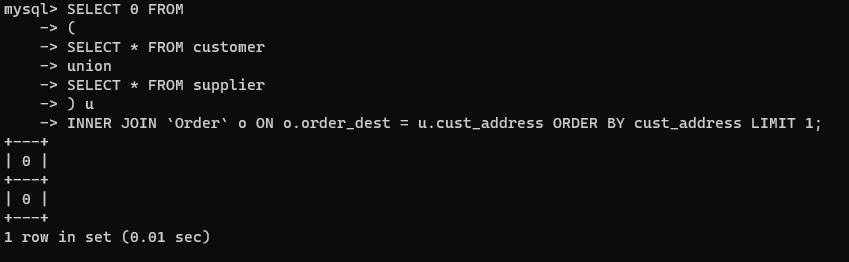 mysql> SELECT 0 FROM
    -> (
    -> SELECT * FROM customer
    -> union
    -> SELECT * FROM supplier
    -> ) u
    -> INNER JOIN `Order` o ON o.order_dest = u.cust_address ORDER BY cust_address LIMIT 1;
+---+
| 0 |
+---+
| 0 |
+---+
1 row in set (0.01 sec)